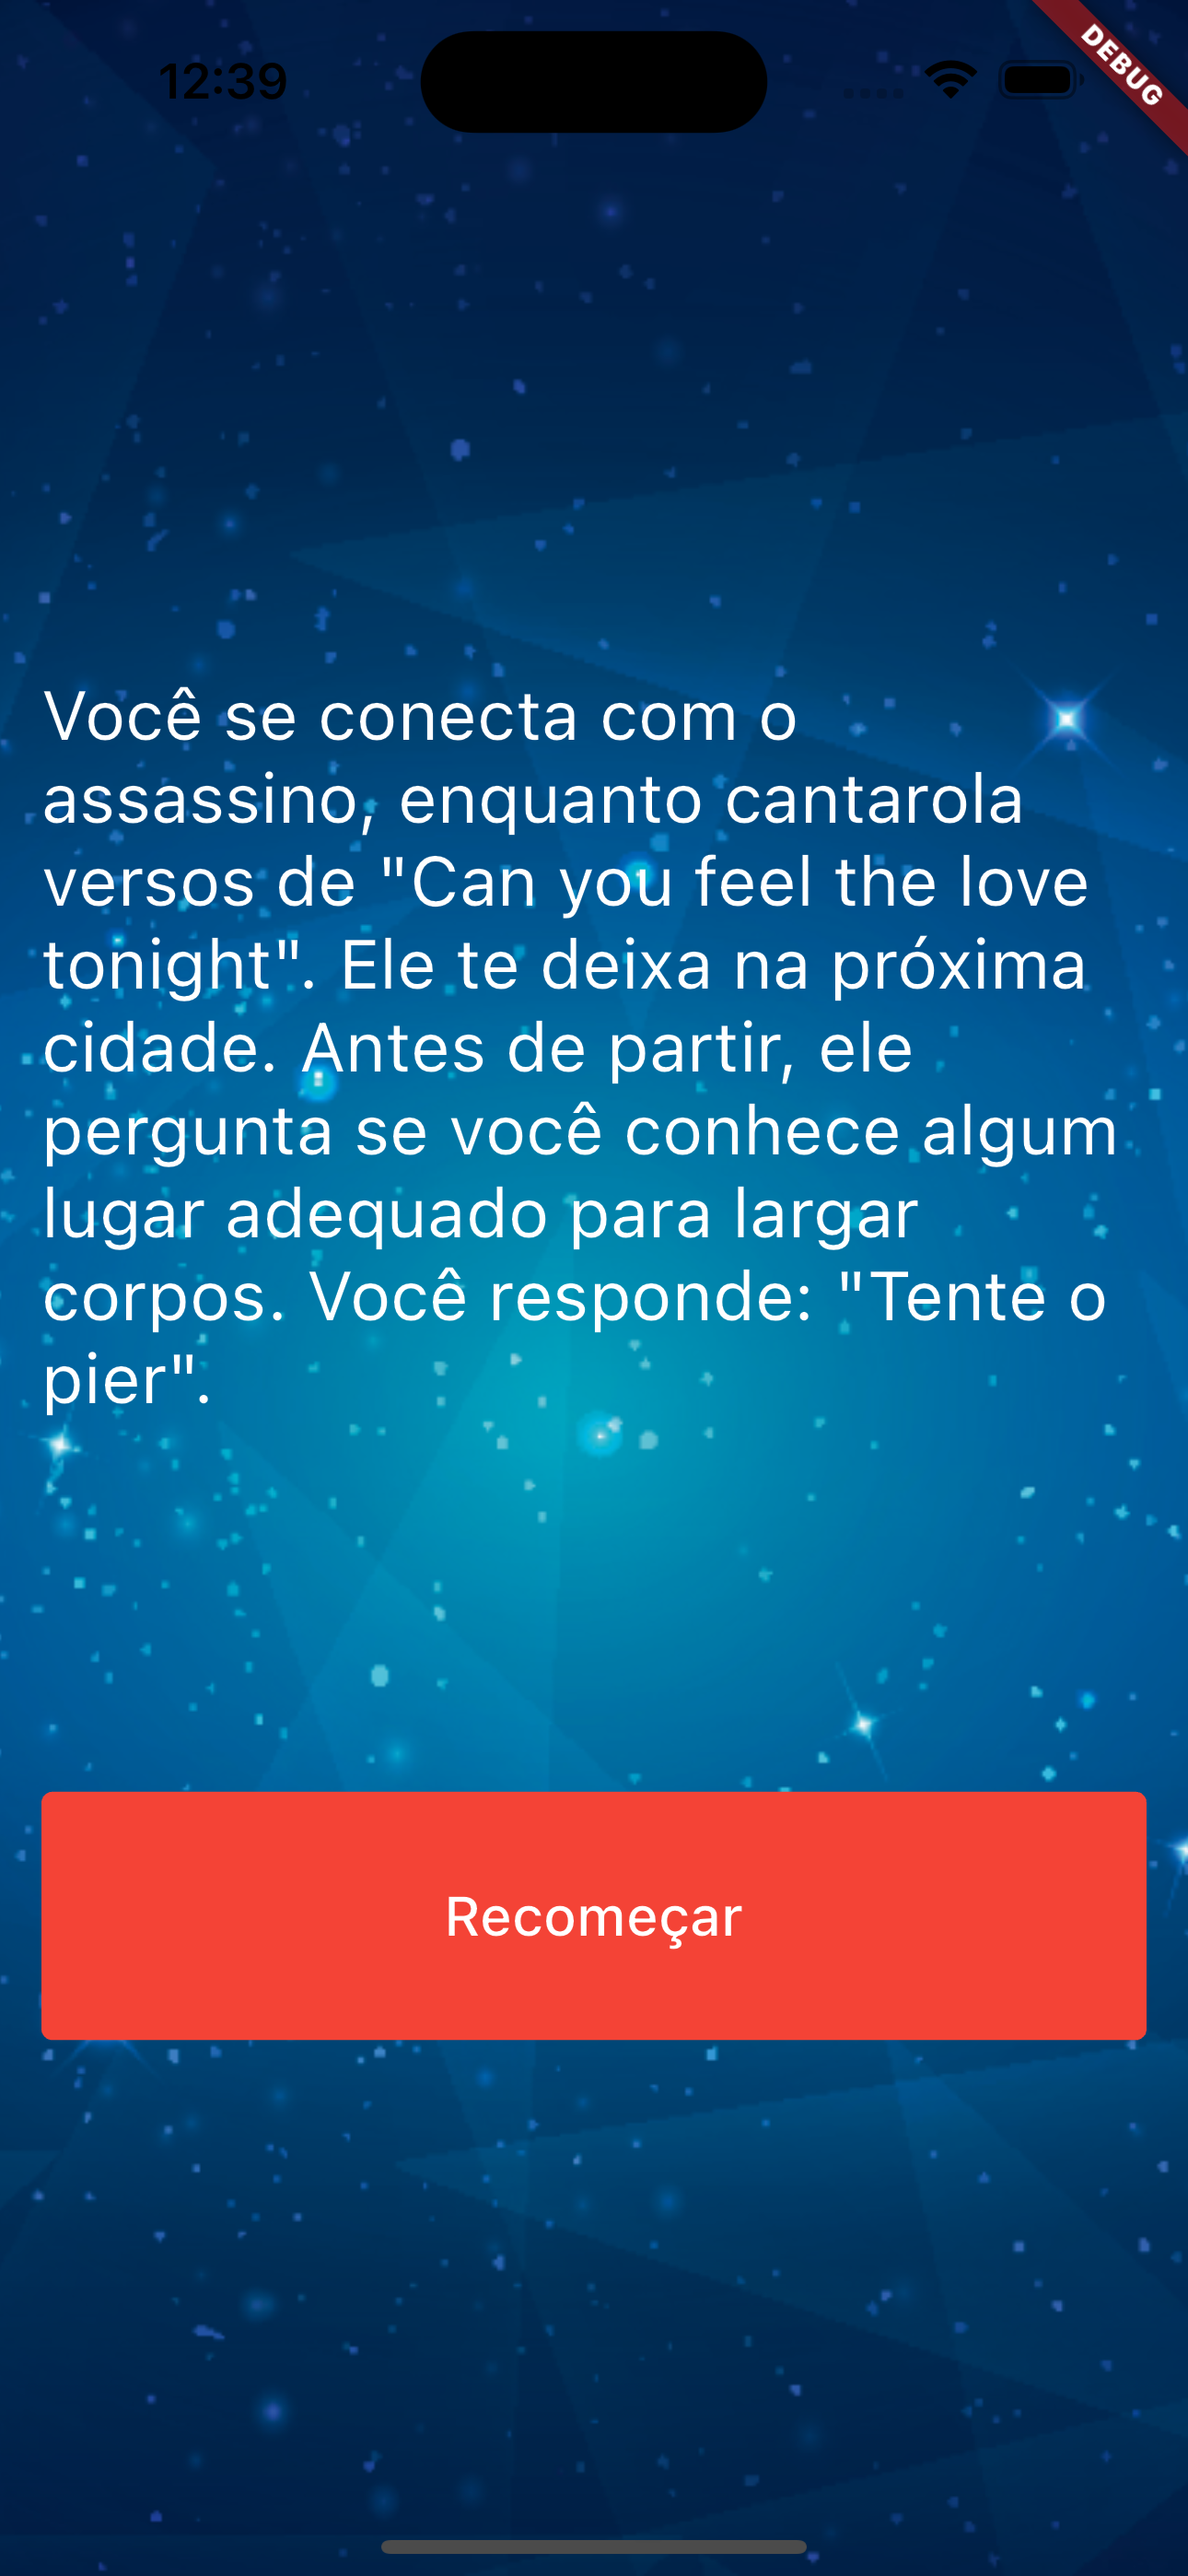 12:39
DEBUG
Você se conecta com o
assassino, enquanto cantarola
versos de "Can you feel the love
tonight". Ele te deixa na próxima
cidade. Antes de partir, ele
pergunta se você conhece algum
lugar adequado para largar
corpos. Você responde: "Tente o
pier".
Recomeçar